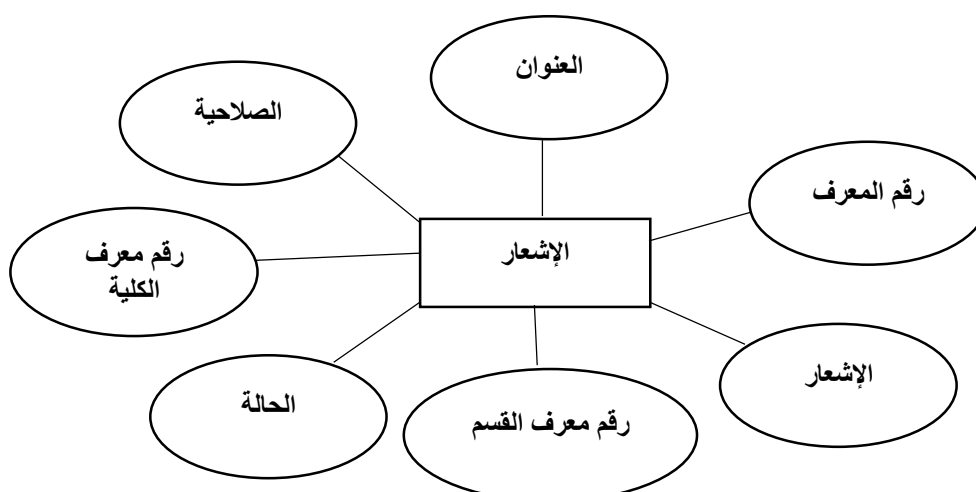 العنوان
الصلاحية
رقم المعرف
الإشعار
رقم معرف
الكلية
الإشعار
الحالة
رقم معرف القسم